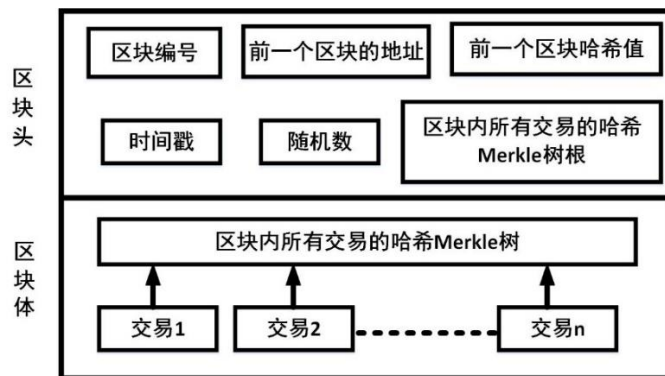 区块头
区块编号
前一个区块的地址
前一个区块哈希值
时间戳
随机数
区块内所有交易的哈希
Merkle树根
区块体
区块内所有交易的哈希Merkle树
交易1
交易2
交易n